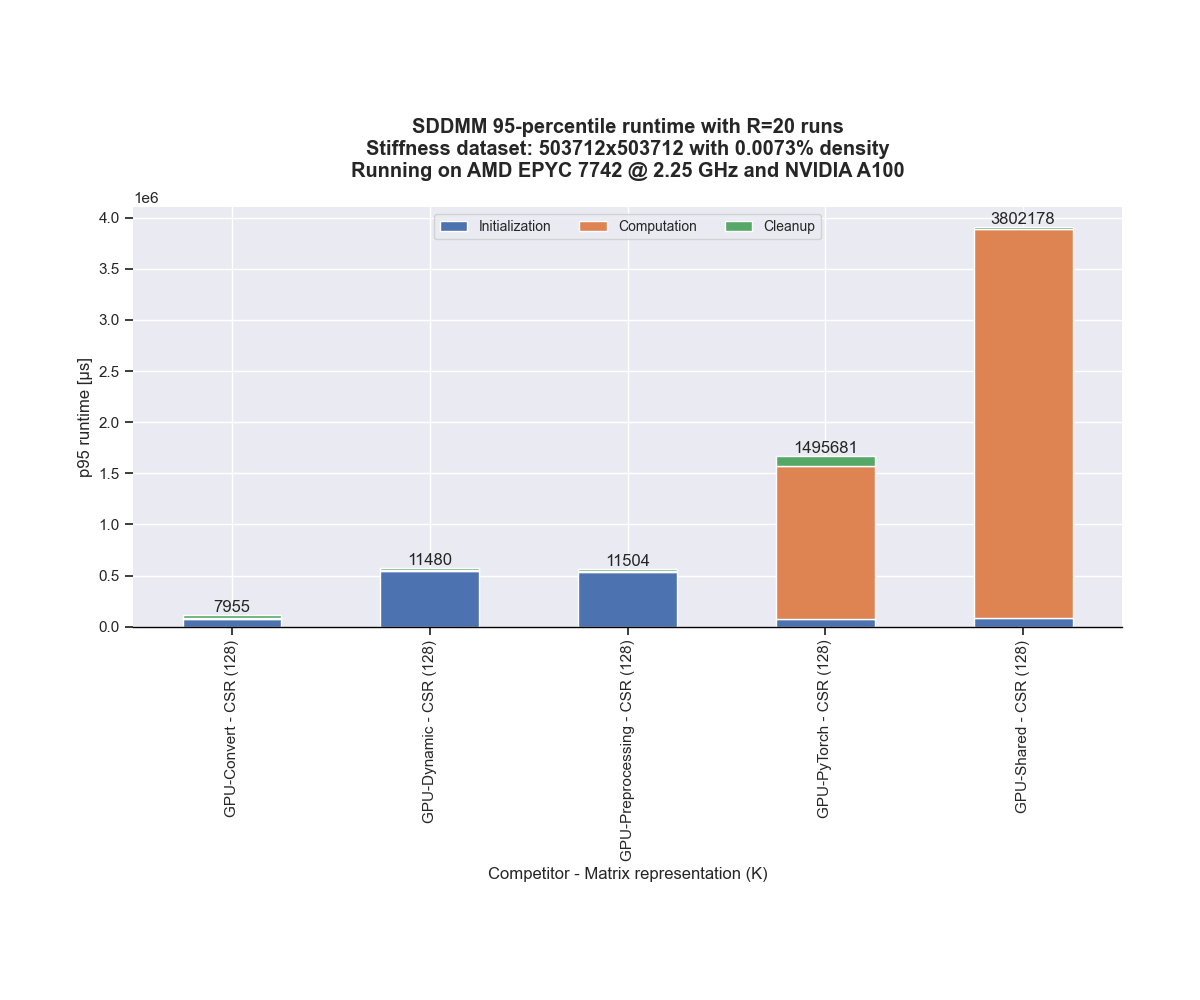 SDDMM 95-percentile runtime with R=20 runs
Stiffness dataset: 503712x503712 with 0.0073% density
Running on AMD EPYC 7742 @ 2.25 GHz and NVIDIA A100
1e6
Initialization
Computation
Cleanup
p95 runtime [μs]
4.0
3.5
3.0
2.5
2.0
1.5
1.0
0.5
0.0
7955
11480
11504
1495681
3802178
GPU-Convert - CSR (128)
GPU-Dynamic - CSR (128)
GPU-Preprocessing - CSR (128)
GPU-PyTorch - CSR (128)
GPU-Shared - CSR (128)
Competitor - Matrix representation (K)